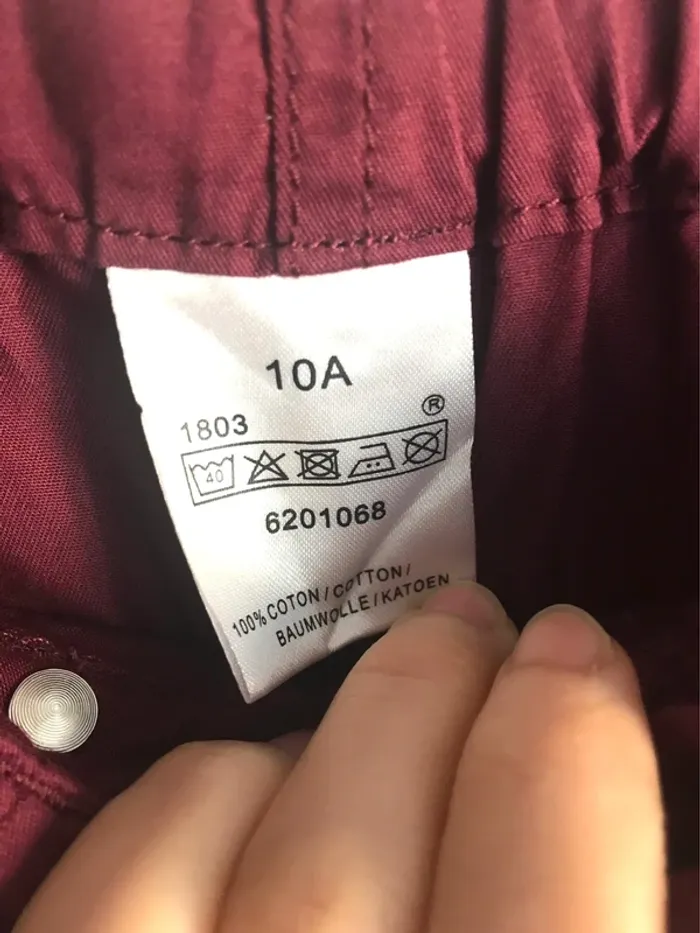 10A
1803
®
40
6201068
100% COTON / COTTON /
BAUMWOLLE / KATOEN